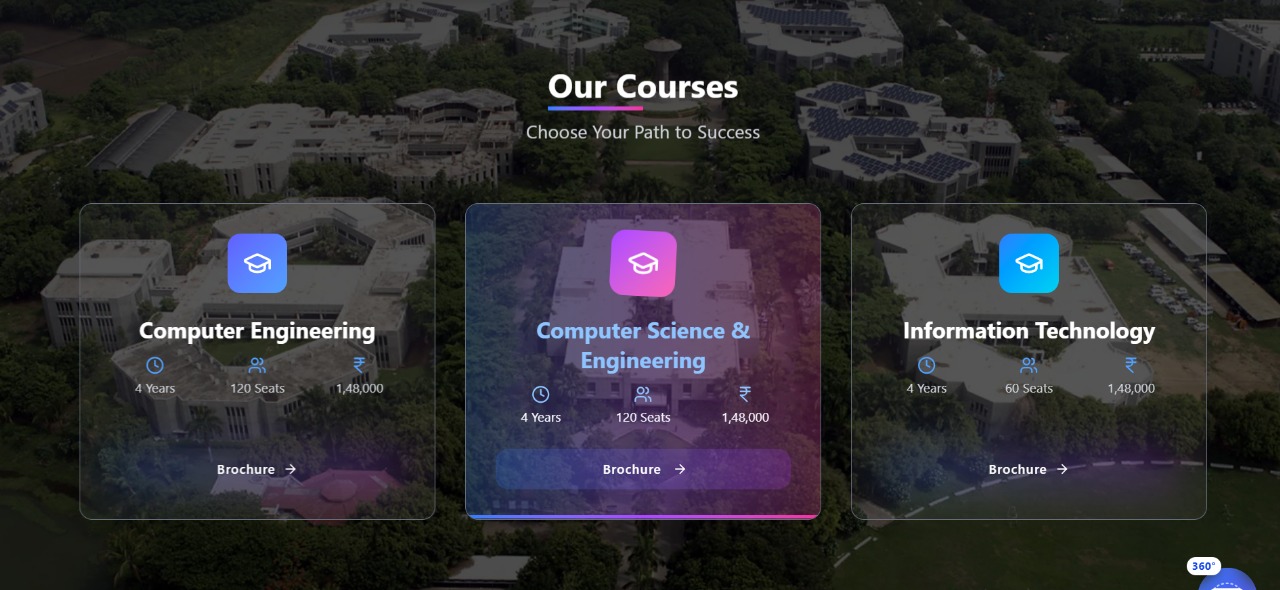 Our Courses
Choose Your Path to Success
Computer Engineering
4 Years 120 Seats 1,48,000
Brochure
Computer Science &
Engineering
4 Years 120 Seats 1,48,000
Brochure
Information Technology
4 Years 60 Seats 1,48,000
Brochure
360°